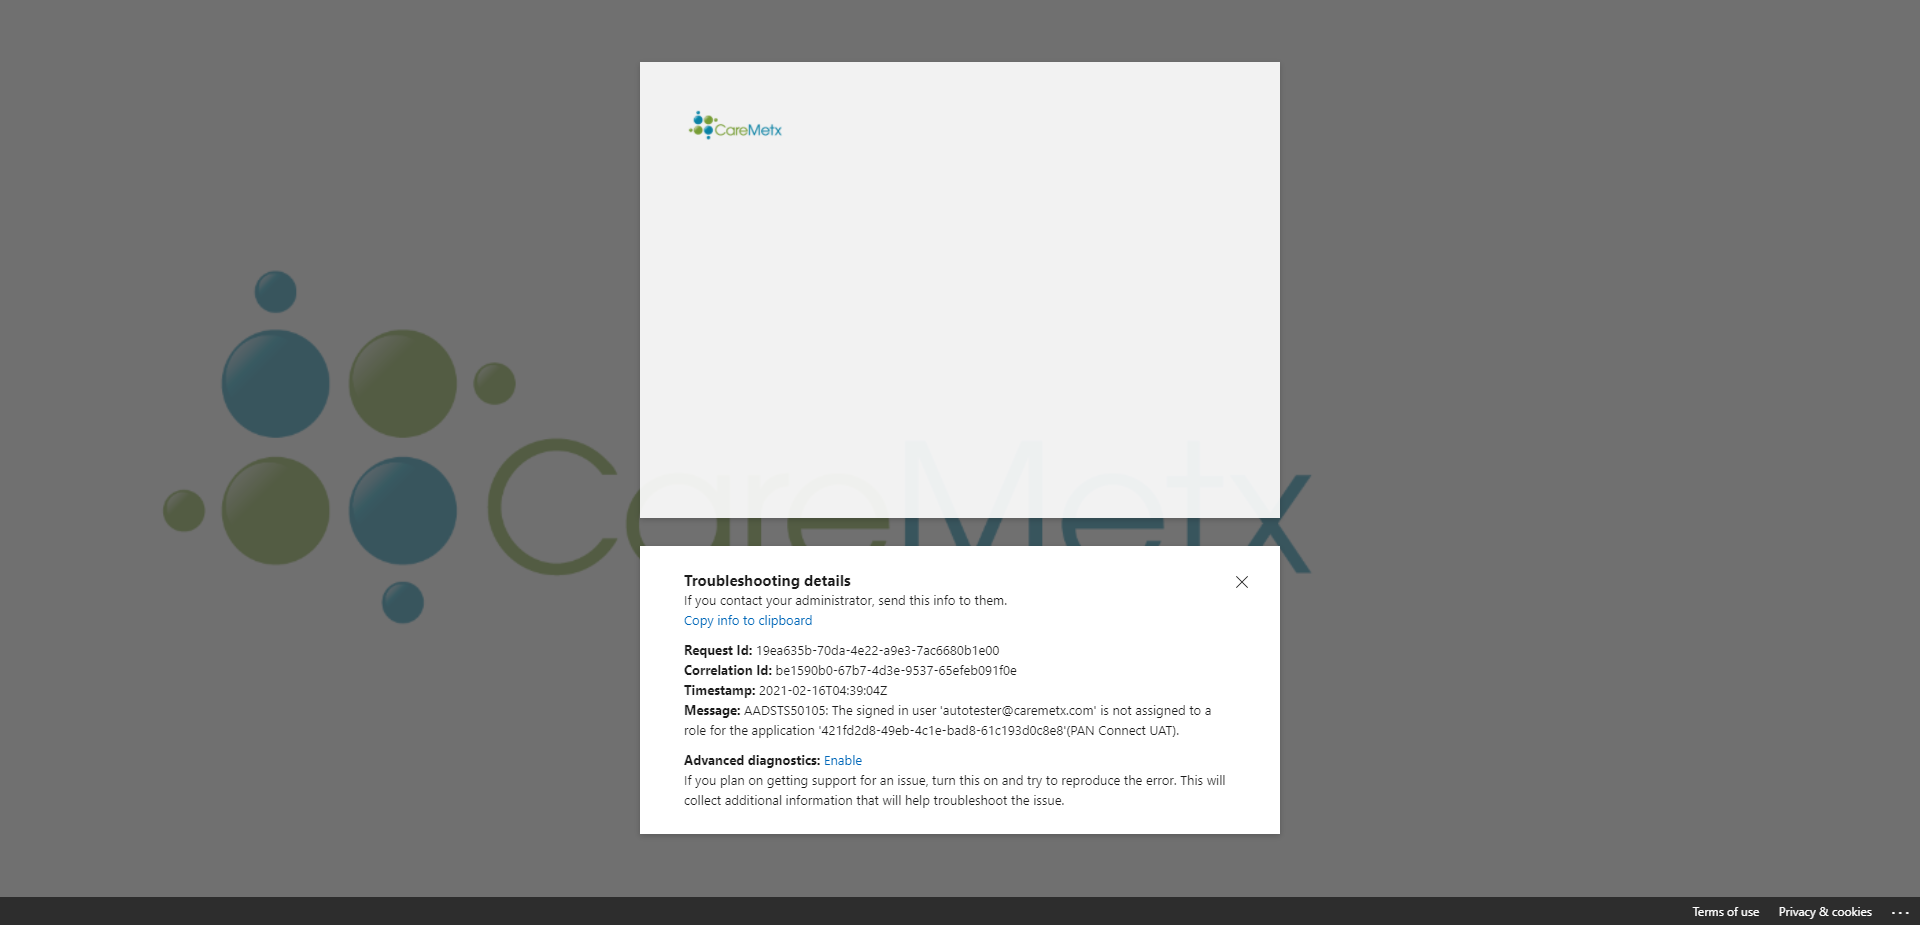 CareMetx
CareMetx
Troubleshooting details
If you contact your administrator, send this info to them.
Copy info to clipboard
Request Id: 19ea635b-70da-4e22-a9e3-7ac6680b1e00
Correlation Id: be1590b0-67b7-4d3e-9537-65efeb091f0e
Timestamp: 2021-02-16T04:39:04Z
Message: AADSTS50105: The signed in user 'autotester@caremetx.com' is not assigned to a
role for the application '421fd2d8-49eb-4c1e-bad8-61c193d0c8e8'(PAN Connect UAT).
Advanced diagnostics: Enable
If you plan on getting support for an issue, turn this on and try to reproduce the error. This will
collect additional information that will help troubleshoot the issue.
Terms of use Privacy & cookies ...